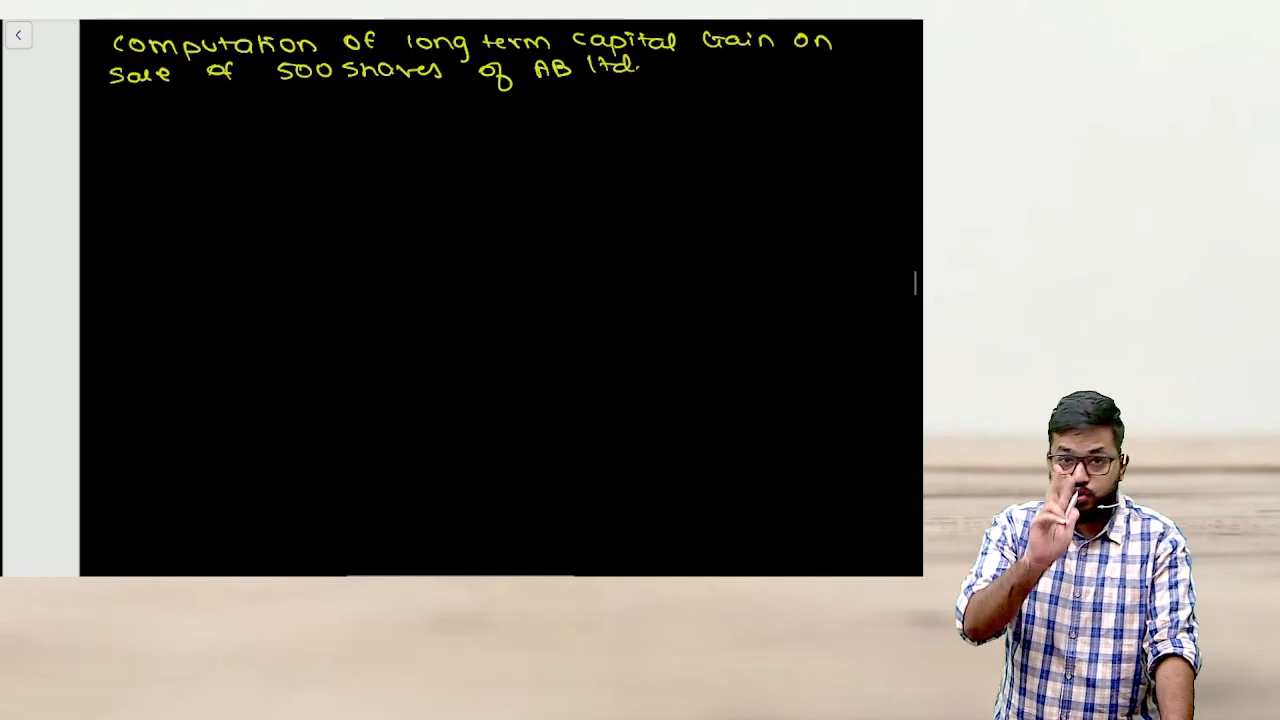 Computation of long term capital Gain on
Sale of 500 Shares of AB ltd.